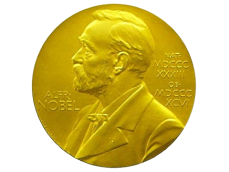 ALFR.
NOBEL
NAT.
MDCCC
XXXIII
OB.
MDCCC
XCVI